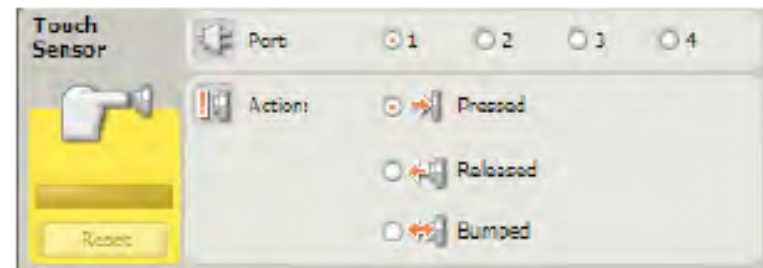 Touch
Sensor
Port 1 2 3 4
Action: Pressed
Released
Bumped
Reset